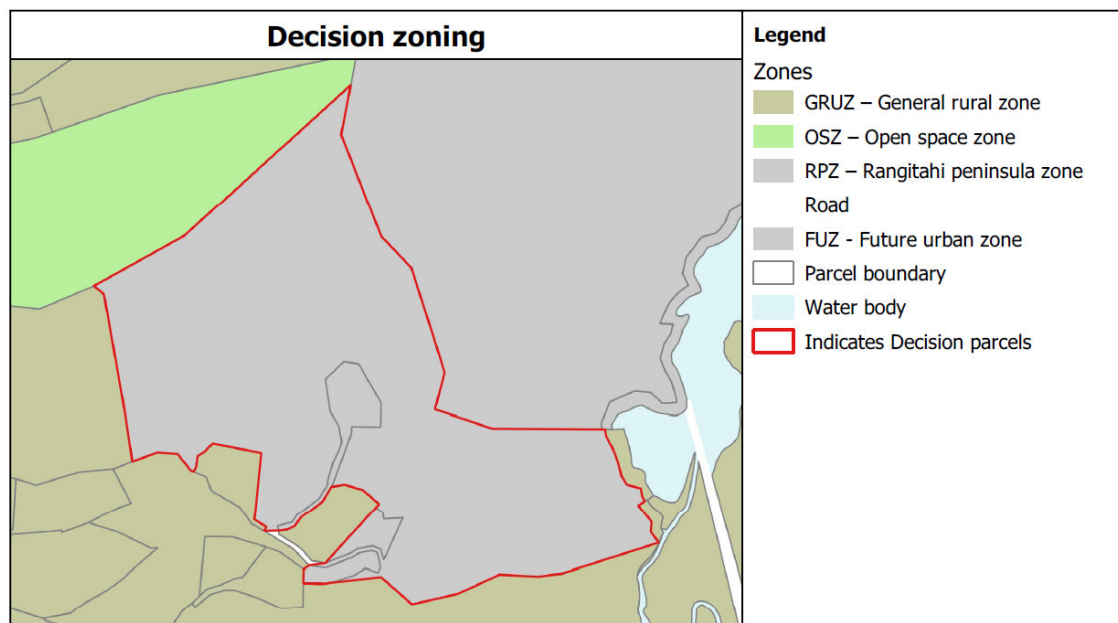 Decision zoning
Legend
Zones
GRUZ – General rural zone
OSZ – Open space zone
RPZ – Rangitahi peninsula zone
Road
FUZ - Future urban zone
Parcel boundary
Water body
Indicates Decision parcels